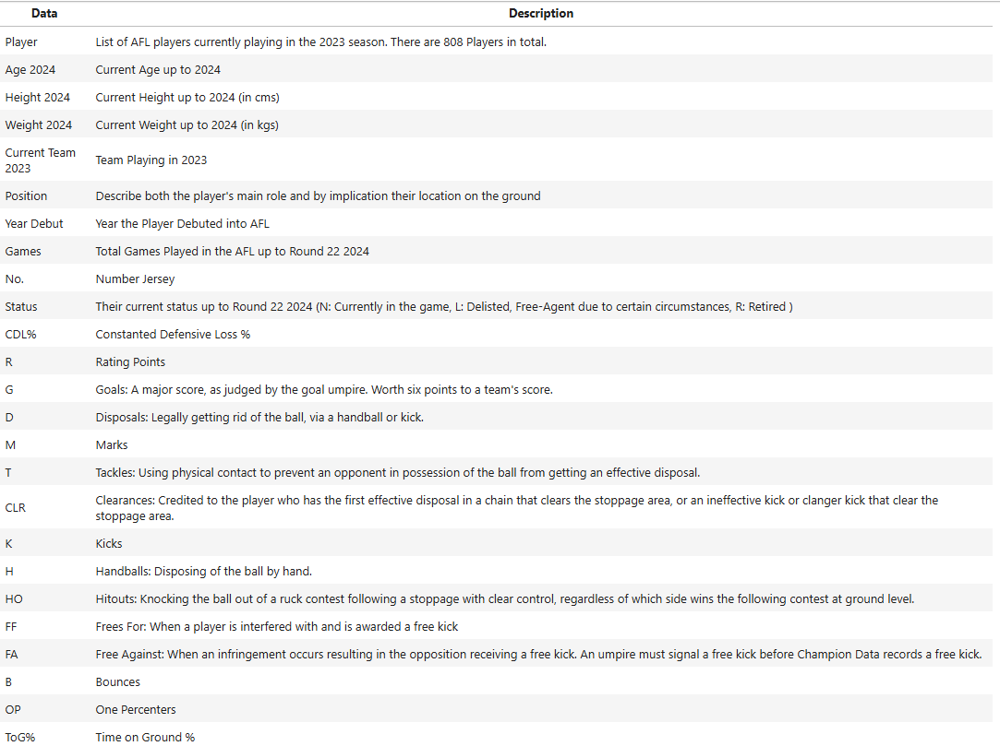 Data Description
Player List of AFL players currently playing in the 2023 season. There are 808 Players in total.
Age 2024 Current Age up to 2024
Height 2024 Current Height up to 2024 (in cms)
Weight 2024 Current Weight up to 2024 (in kgs)
Current Team
2023 Team Playing in 2023
Position Describe both the player's main role and by implication their location on the ground
Year Debut Year the Player Debuted into AFL
Games Total Games Played in the AFL up to Round 22 2024
No. Number Jersey
Status Their current status up to Round 22 2024 (N: Currently in the game, L: Delisted, Free-Agent due to certain circumstances, R: Retired )
CDL% Constanted Defensive Loss %
R Rating Points
G Goals: A major score, as judged by the goal umpire. Worth six points to a team's score.
D Disposals: Legally getting rid of the ball, via a handball or kick.
M Marks
T Tackles: Using physical contact to prevent an opponent in possession of the ball from getting an effective disposal.
CLR Clearances: Credited to the player who has the first effective disposal in a chain that clears the stoppage area, or an ineffective kick or clanger kick that clear the
stoppage area.
K Kicks
H Handballs: Disposing of the ball by hand.
HO Hitouts: Knocking the ball out of a ruck contest following a stoppage with clear control, regardless of which side wins the following contest at ground level.
FF Frees For: When a player is interfered with and is awarded a free kick
FA Free Against: When an infringement occurs resulting in the opposition receiving a free kick. An umpire must signal a free kick before Champion Data records a free kick.
B Bounces
OP One Percenters
ToG% Time on Ground %